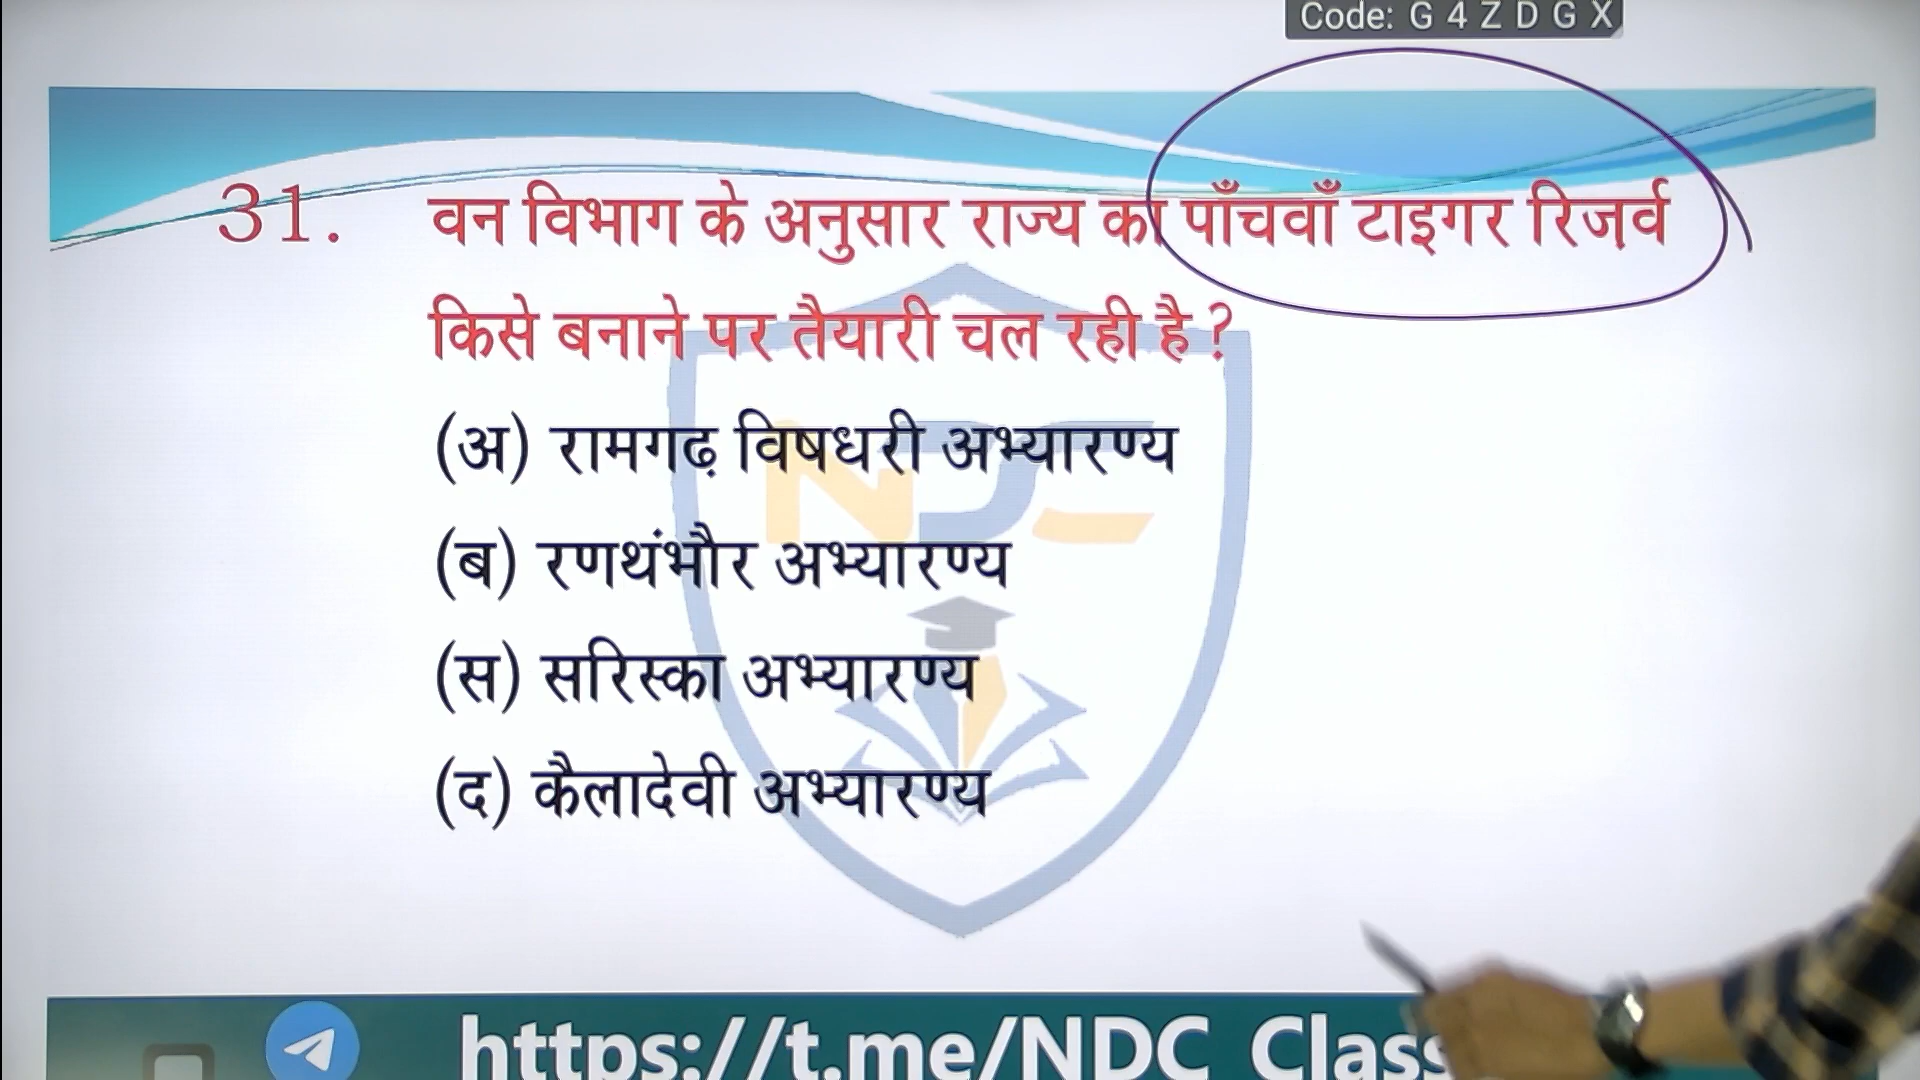 Code: G 4 Z D G X
31. वन विभाग के अनुसार राज्य का पाँचवाँ टाइगर रिज़र्व
किसे बनाने पर तैयारी चल रही है ?
(अ) रामगढ़ विषधरी अभ्यारण्य
(ब) रणथंभौर अभ्यारण्य
(स) सरिस्का अभ्यारण्य
(द) कैलादेवी अभ्यारण्य
NDC
https://t.me/NDC_Class